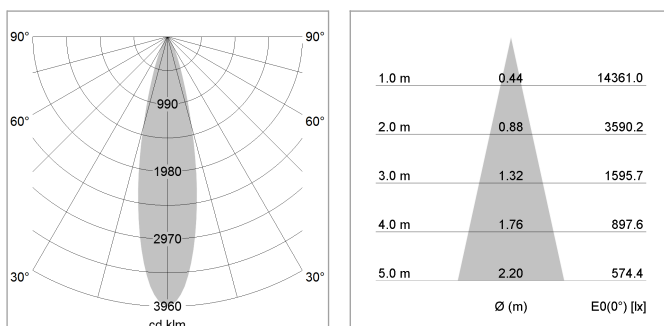 90° 90°
990
60° 60°
1980
2970
30° 30°
3960
cd klm
1.0 m 0.44 14361.0
2.0 m 0.88 3590.2
3.0 m 1.32 1595.7
4.0 m 1.76 897.6
5.0 m 2.20 574.4
Ø (m) E0(0°) [lx]